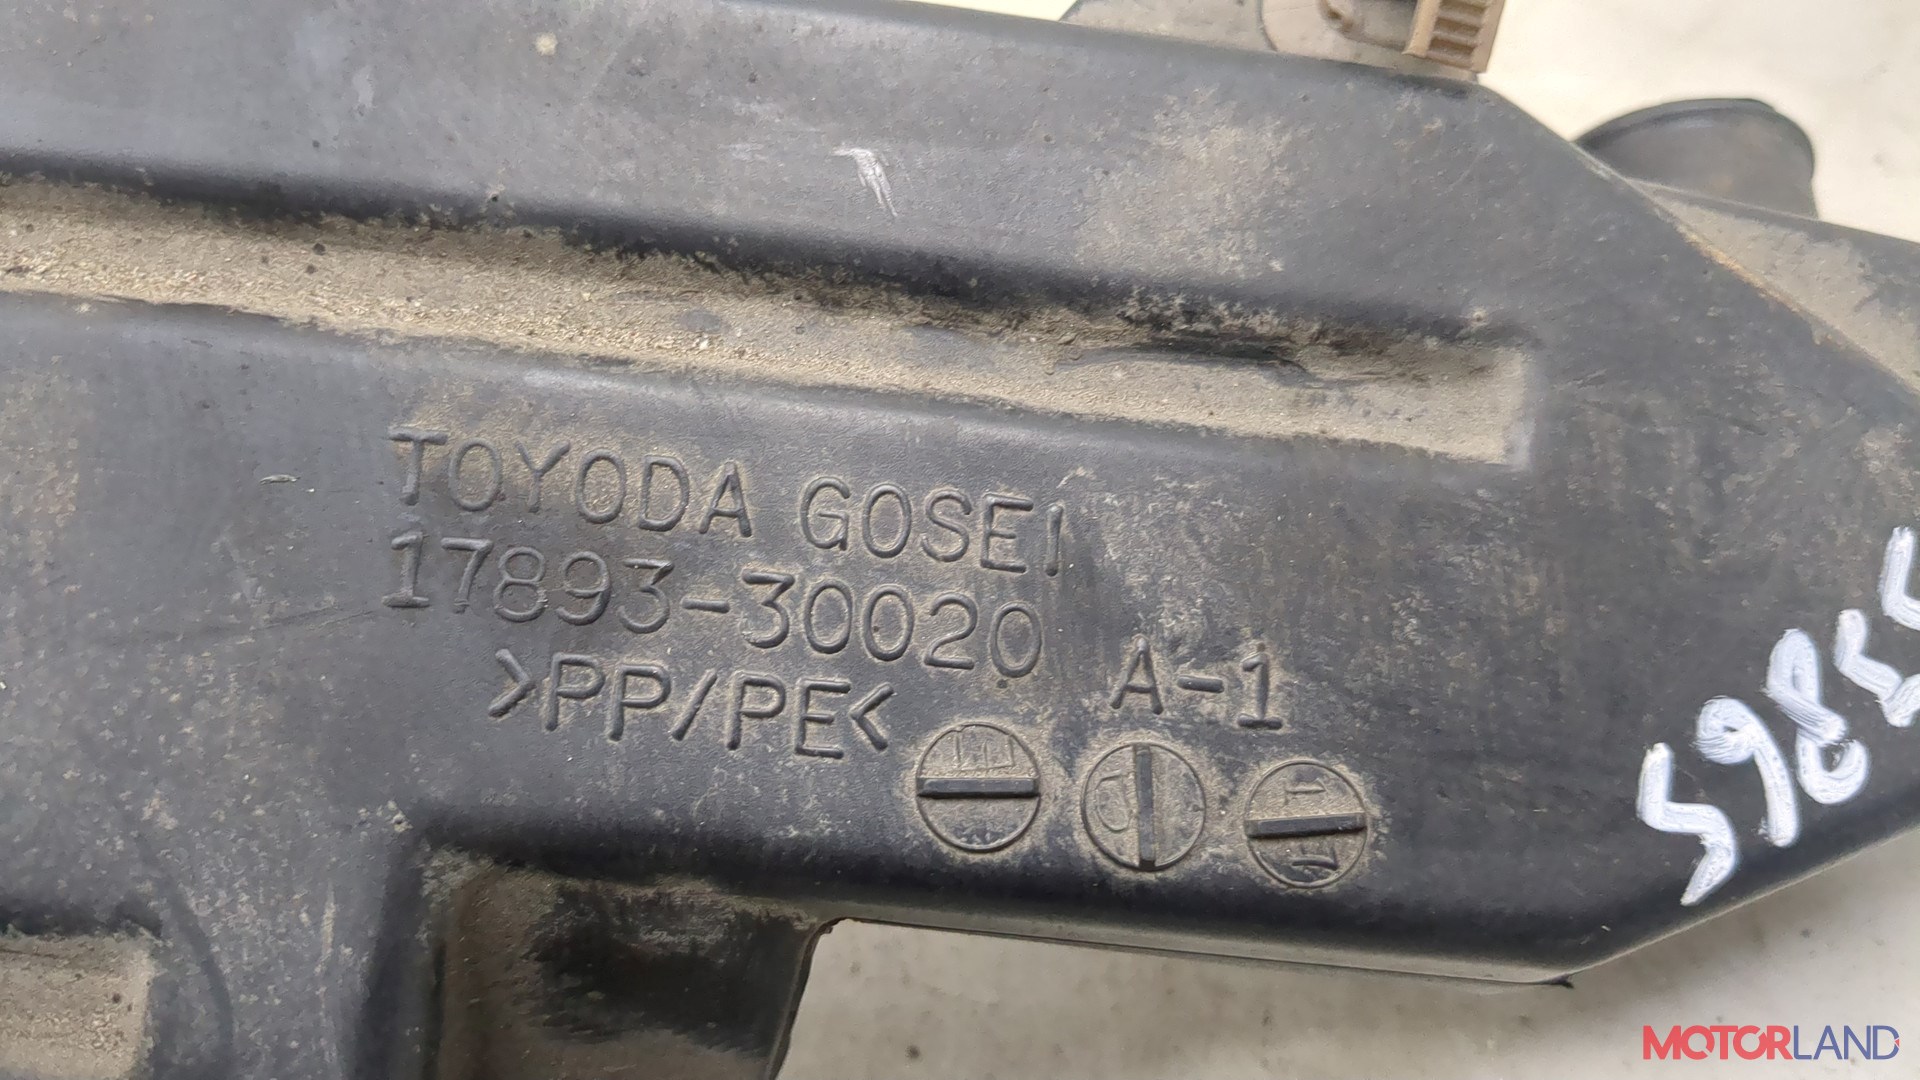 TOYODA GOSEI
17893-30020
>PP/PE<
A-1
MOTORLAND